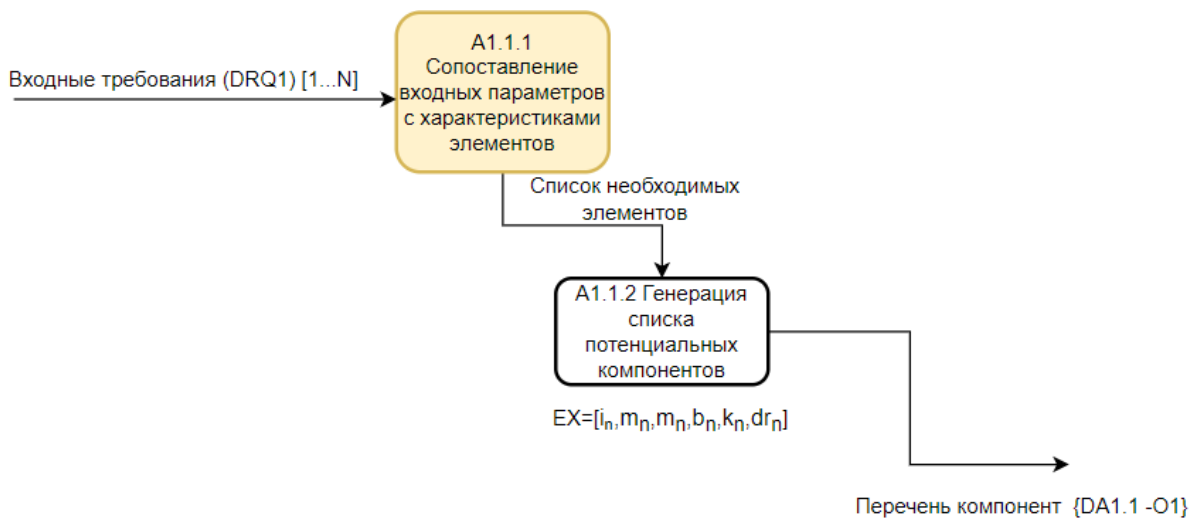 Входные требования (DRQ1) [1...N]
A1.1.1
Сопоставление
входных параметров
с характеристиками
элементов
Список необходимых
элементов
A1.1.2 Генерация
списка
потенциальных
компонентов
EX=[iₙ,mₙ,mₙ,bₙ,kₙ,drₙ]
Перечень компонент {DA1.1 -O1}